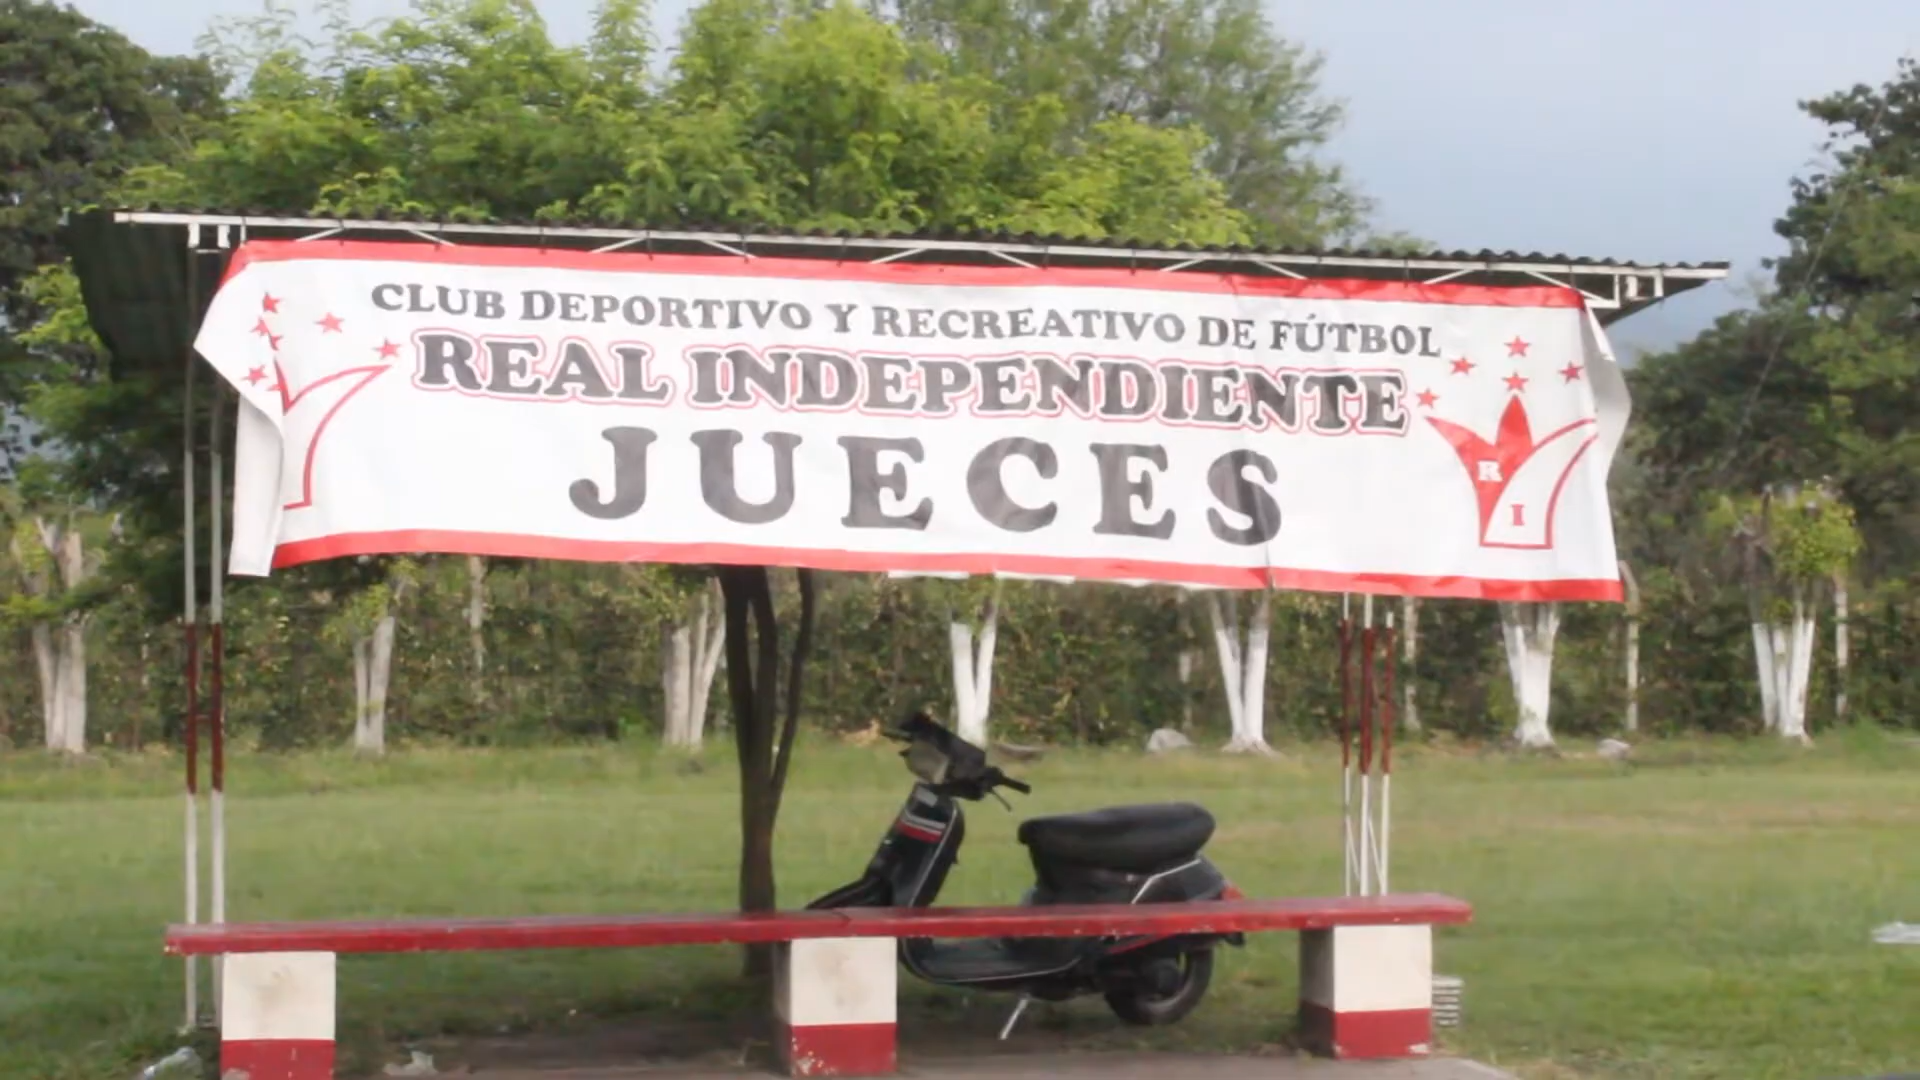 CLUB DEPORTIVO Y RECREATIVO DE FÚTBOL
REAL INDEPENDIENTE
JUECES
R
I